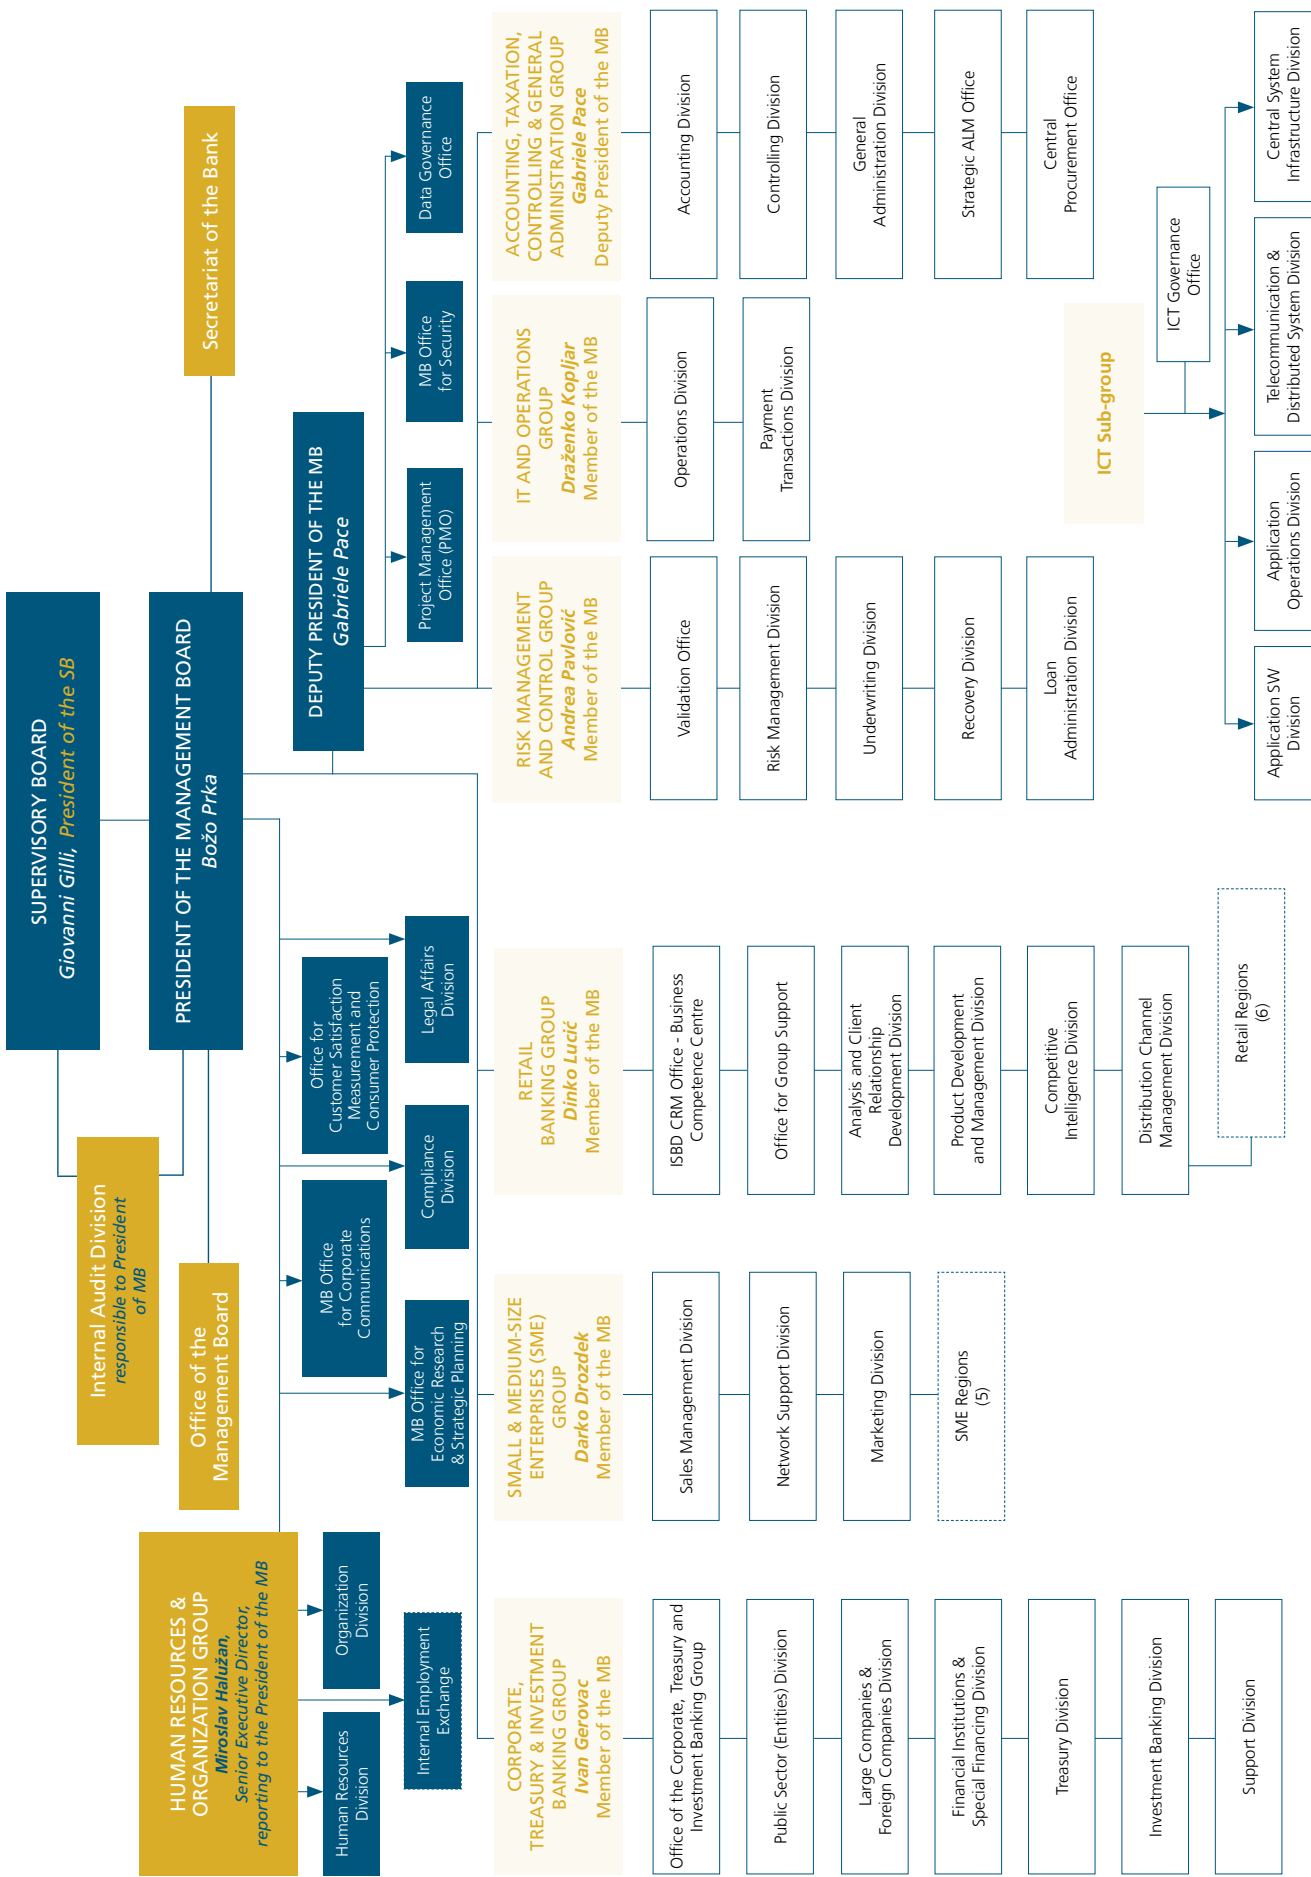 SUPERVISORY BOARD
Giovanni Gilli, President of the SB
Internal Audit Division
responsible to President
of MB
PRESIDENT OF THE MANAGEMENT BOARD
Božo Prka
Secretariat of the Bank
Office of the
Management Board
HUMAN RESOURCES &
ORGANIZATION GROUP
Miroslav Halužan,
Senior Executive Director,
reporting to the President of the MB
Human Resources
Division
Organization
Division
Internal Employment
Exchange
MB Office
for Corporate
Communications
Office for
Customer Satisfaction
Measurement and
Consumer Protection
MB Office for
Economic Research
& Strategic Planning
Compliance
Division
Legal Affairs
Division
DEPUTY PRESIDENT OF THE MB
Gabriele Pace
Project Management
Office (PMO)
MB Office
for Security
Data Governance
Office
CORPORATE,
TREASURY & INVESTMENT
BANKING GROUP
Ivan Gerovac
Member of the MB
Office of the Corporate, Treasury and
Investment Banking Group
Public Sector (Entities) Division
Large Companies &
Foreign Companies Division
Financial Institutions &
Special Financing Division
Treasury Division
Investment Banking Division
Support Division
SMALL & MEDIUM-SIZE
ENTERPRISES (SME)
GROUP
Darko Drozdek
Member of the MB
Sales Management Division
Network Support Division
Marketing Division
SME Regions
(5)
RETAIL
BANKING GROUP
Dinko Lucić
Member of the MB
ISBD CRM Office - Business
Competence Centre
Office for Group Support
Analysis and Client
Relationship
Development Division
Product Development
and Management Division
Competitive
Intelligence Division
Distribution Channel
Management Division
Retail Regions
(6)
RISK MANAGEMENT
AND CONTROL GROUP
Andrea Pavlović
Member of the MB
Validation Office
Risk Management Division
Underwriting Division
Recovery Division
Loan
Administration Division
IT AND OPERATIONS
GROUP
Draženko Kopljar
Member of the MB
Operations Division
Payment
Transactions Division
ACCOUNTING, TAXATION,
CONTROLLING & GENERAL
ADMINISTRATION GROUP
Gabriele Pace
Deputy President of the MB
Accounting Division
Controlling Division
General
Administration Division
Strategic ALM Office
Central
Procurement Office
ICT Sub-group
ICT Governance
Office
Application SW
Division
Application
Operations Division
Telecommunication &
Distributed System Division
Central System
Infrastructure Division